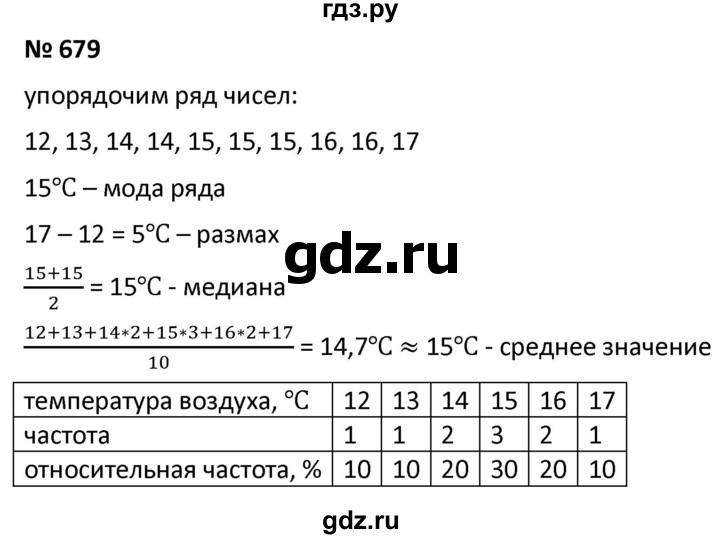 гдз.ру
№ 679
упорядочим ряд чисел:
12, 13, 14, 14, 15, 15, 15, 16, 16, 17
15°С – мода ряда
17 – 12 = 5°С – размах
gdz.ru
15+15
2
= 15°С - медиана
12+13+14*2+15*3+16*2+17
10
= 14,7°С ≈ 15°С - среднее значение
температура воздуха, °С 12 13 14 15 16 17
частота 1 1 2 3 2 1
относительная частота, % 10 10 20 30 20 10
gdz.ru